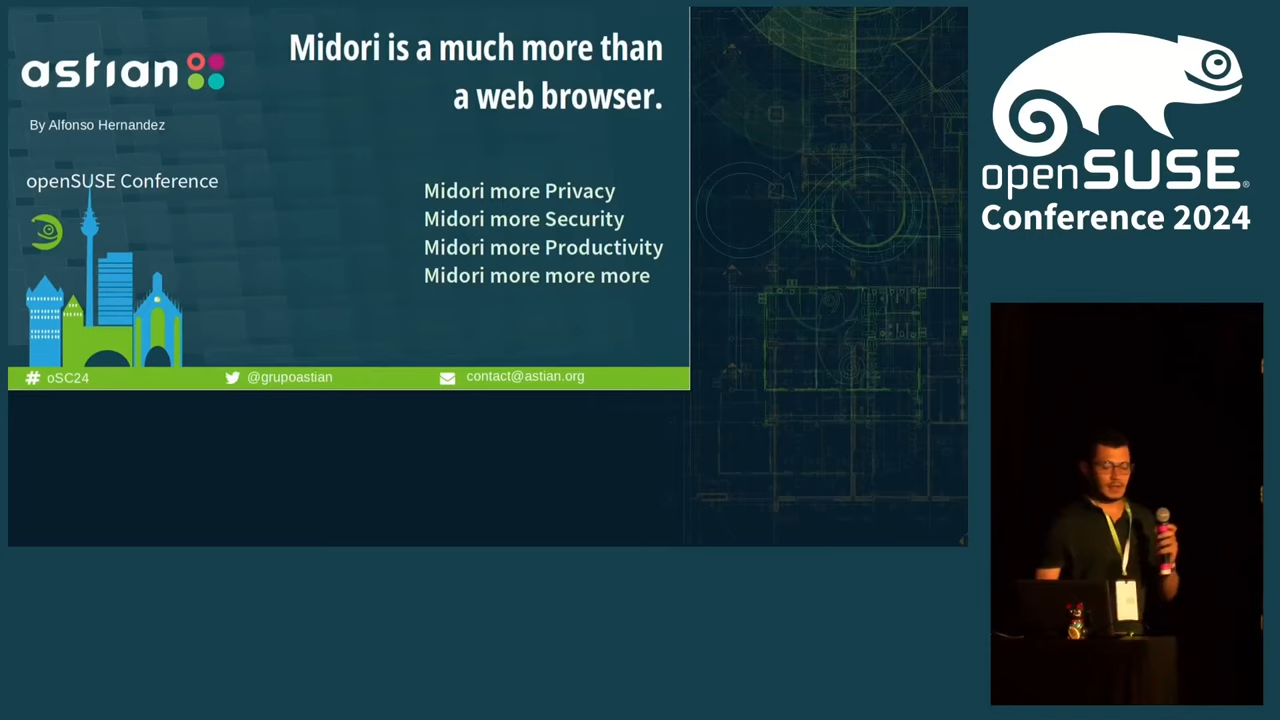 astian
Midori is a much more than
a web browser.
By Alfonso Hernandez
openSUSE Conference
Midori more Privacy
Midori more Security
Midori more Productivity
Midori more more more
# oSC24
@grupoastian
contact@astian.org
openSUSE®
Conference 2024